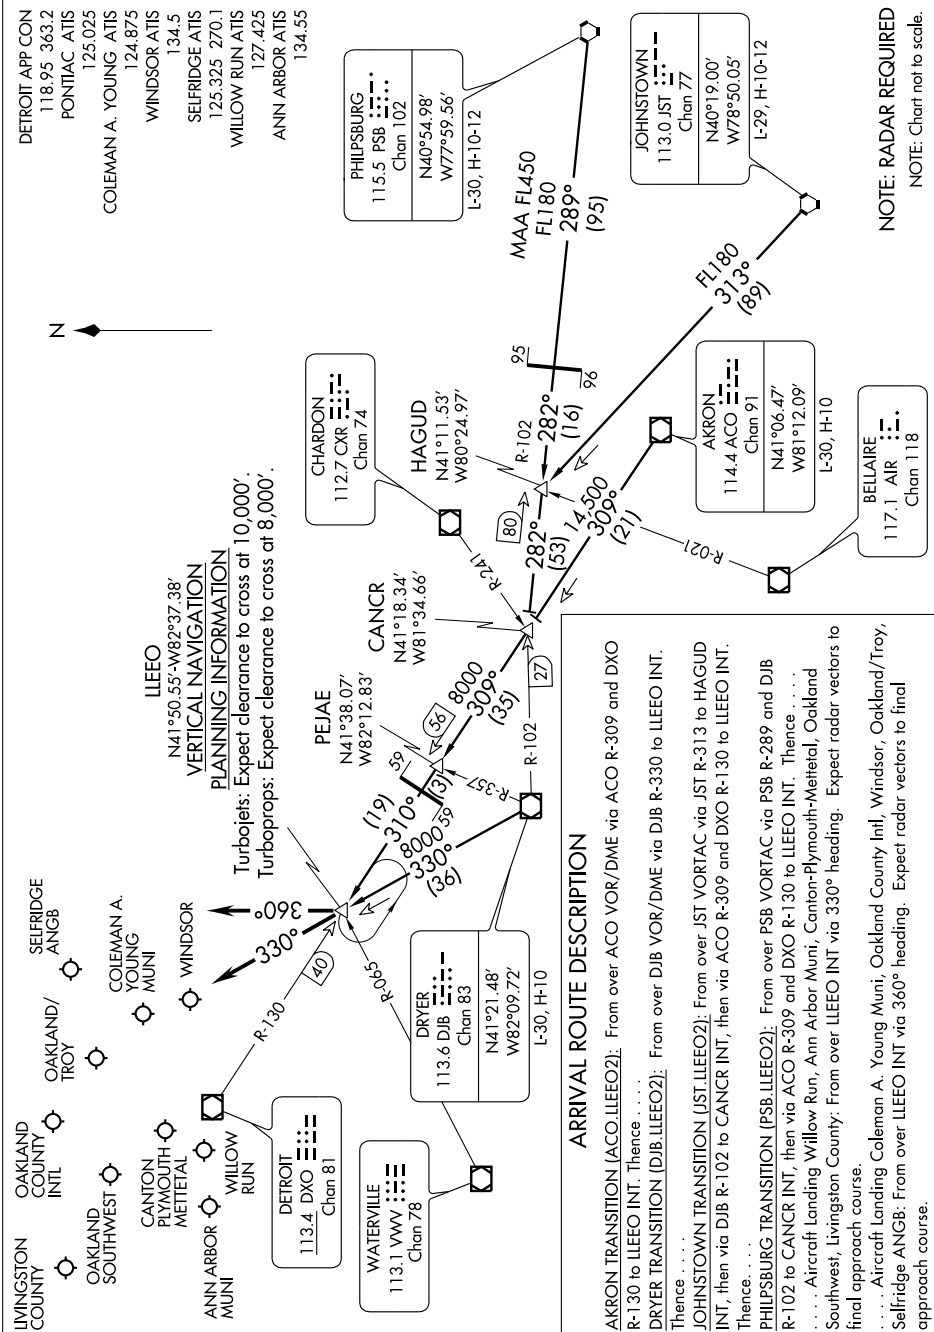 DETROIT APP CON
118.95 363.2
PONTIAC ATIS
125.025
COLEMAN A. YOUNG ATIS
124.875
WINDSOR ATIS
134.5
SELFRIDGE ATIS
125.325 270.1
WILLOW RUN ATIS
127.425
ANN ARBOR ATIS
134.55
N
LIVINGSTON
COUNTY
OAKLAND
COUNTY
INTL
OAKLAND
SOUTHWEST
OAKLAND/
TROY
SELFRIDGE
ANGB
COLEMAN A.
YOUNG
MUNI
WINDSOR
CANTON
PLYMOUTH
METTETAL
WILLOW
RUN
ANN ARBOR
MUNI
LLEEO
N41°50.55'-W82°37.38'
VERTICAL NAVIGATION
PLANNING INFORMATION
Turbojets: Expect clearance to cross at 10,000'.
Turboprops: Expect clearance to cross at 8,000'.
PHILPSBURG
115.5 PSB
Chan 102
N40°54.98'
W77°59.56'
L-30, H-10-12
JOHNSTOWN
113.0 JST
Chan 77
N40°19.00'
W78°50.05'
L-29, H-10-12
CHARDON
112.7 CXR
Chan 74
HAGUD
N41°11.53'
W80°24.97'
CANCR
N41°18.34'
W81°34.66'
PEJAE
N41°38.07'
W82°12.83'
AKRON
114.4 ACO
Chan 91
N41°06.47'
W81°12.09'
L-30, H-10
BELLAIRE
117.1 AIR
Chan 118
DRYER
113.6 DJB
Chan 83
N41°21.48'
W82°09.72'
L-30, H-10
DETROIT
113.4 DXO
Chan 81
WATERVILLE
113.1 VWV
Chan 78
MAA FL450
FL180
289°
(95)
FL180
313°
(89)
95
96
282°
(16)
R-102
80
282°
(53)
14,500
309°
(21)
R-021
R-241
27
R-102
8000
309°
(35)
56
R-357
59
(3)
59
(19)
310°
8000
330°
(36)
360°
330°
40
R-130
R-065
NOTE: RADAR REQUIRED
NOTE: Chart not to scale.
ARRIVAL ROUTE DESCRIPTION
AKRON TRANSITION (ACO.LLEEO2): From over ACO VOR/DME via ACO R-309 and DXO
R-130 to LLEEO INT. Thence . . . .
DRYER TRANSITION (DJB.LLEEO2): From over DJB VOR/DME via DJB R-330 to LLEEO INT.
Thence . . . .
JOHNSTOWN TRANSITION (JST.LLEEO2): From over JST VORTAC via JST R-313 to HAGUD
INT, then via DJB R-102 to CANCR INT, then via ACO R-309 and DXO R-130 to LLEEO INT.
Thence. . . .
PHILPSBURG TRANSITION (PSB.LLEEO2): From over PSB VORTAC via PSB R-289 and DJB
R-102 to CANCR INT, then via ACO R-309 and DXO R-130 to LLEEO INT. Thence . . . .
. . . . Aircraft Landing Willow Run, Ann Arbor Muni, Canton-Plymouth-Mettetal, Oakland
Southwest, Livingston County: From over LLEEO INT via 330° heading. Expect radar vectors to
final approach course.
. . . . Aircraft Landing Coleman A. Young Muni, Oakland County Intl, Windsor, Oakland/Troy,
Selfridge ANGB: From over LLEEO INT via 360° heading. Expect radar vectors to final
approach course.